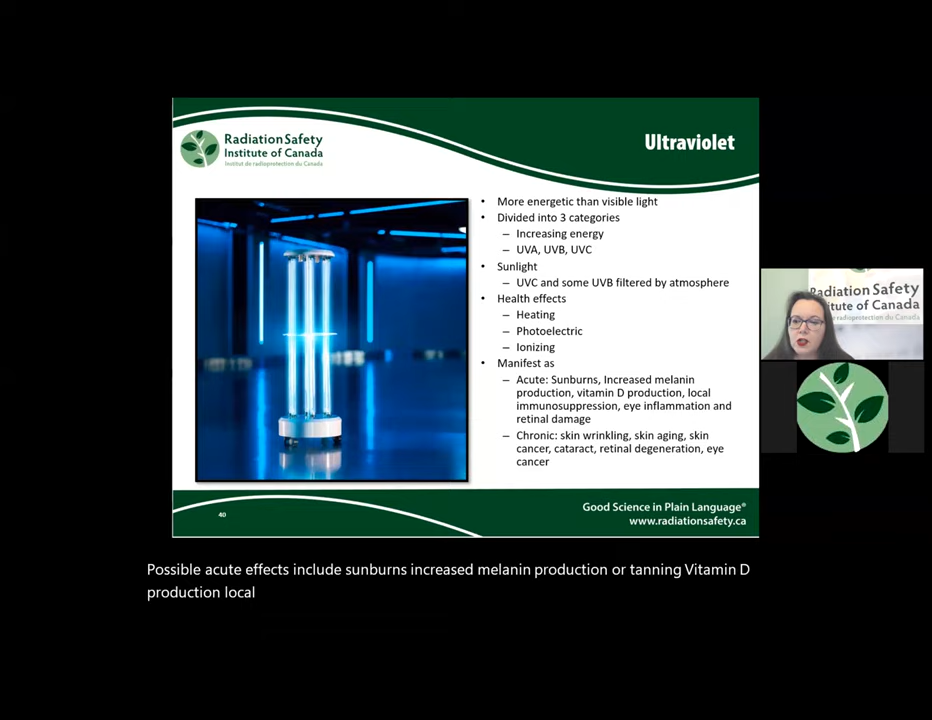 Radiation Safety
Institute of Canada
Institut de radioprotection du Canada
Ultraviolet
• More energetic than visible light
• Divided into 3 categories
– Increasing energy
– UVA, UVB, UVC
• Sunlight
– UVC and some UVB filtered by atmosphere
• Health effects
– Heating
– Photoelectric
– Ionizing
• Manifest as
– Acute: Sunburns, Increased melanin
production, vitamin D production, local
immunosuppression, eye inflammation and
retinal damage
– Chronic: skin wrinkling, skin aging, skin
cancer, cataract, retinal degeneration, eye
cancer
40
Good Science in Plain Language®
www.radiationsafety.ca
Radiation Safety
itute of Canada
radioprotection du Canada
Possible acute effects include sunburns increased melanin production or tanning Vitamin D
production local